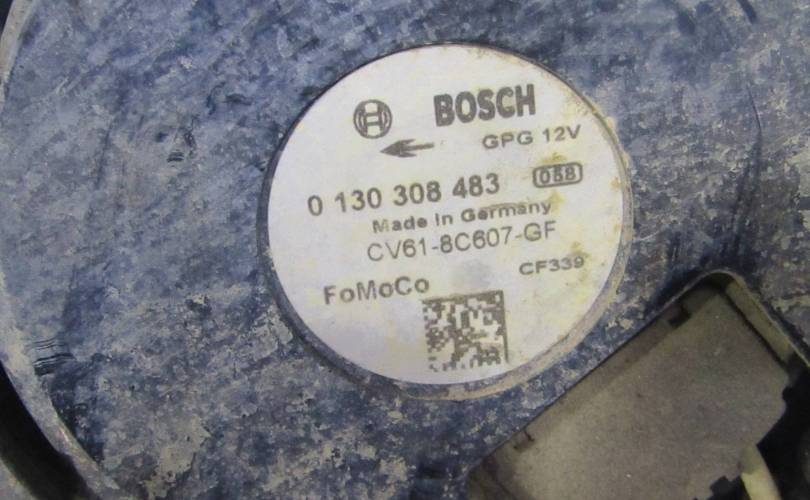 BOSCH
GPG 12V
0 130 308 483 058
Made in Germany
CV61-8C607-GF
CF339
FoMoCo